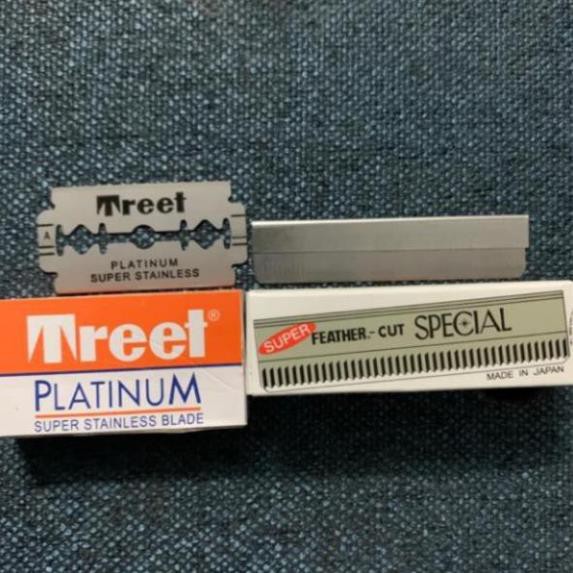 Treet
A
PLATINUM
SUPER STAINLESS
Treet®
PLATINUM
SUPER STAINLESS BLADE
SUPER FEATHER-CUT SPECIAL
MADE IN JAPAN